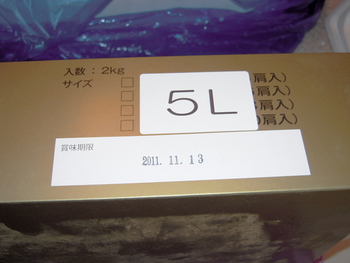 入数：2kg
サイズ
5L
肩入)
肩入)
肩入)
肩入)
賞味期限
2011. 11. 13